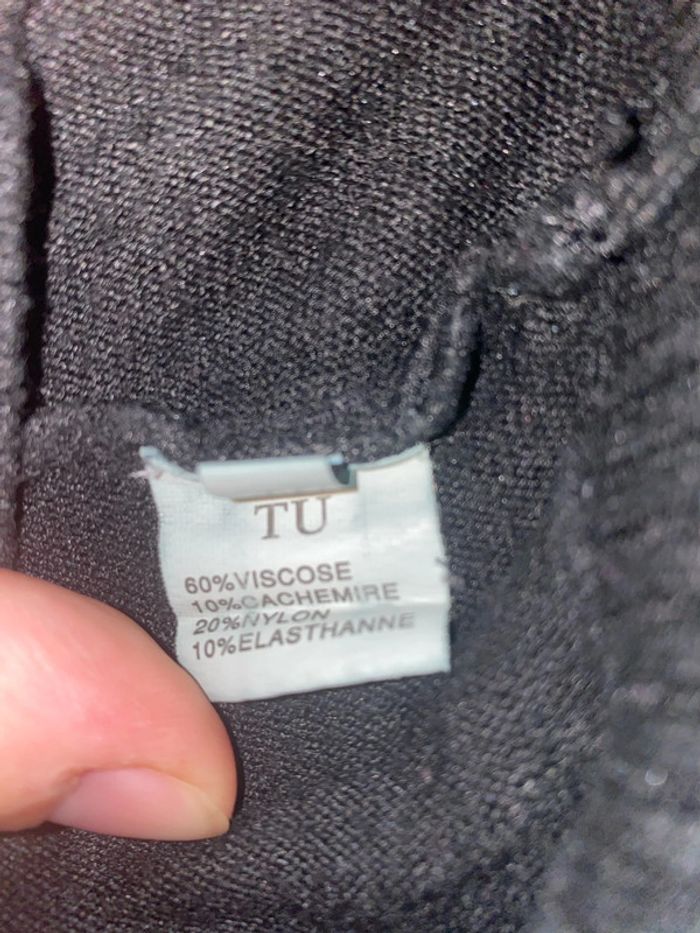 TU
60%VISCOSE
10%CACHEMIRE
20%NYLON
10%ELASTHANNE